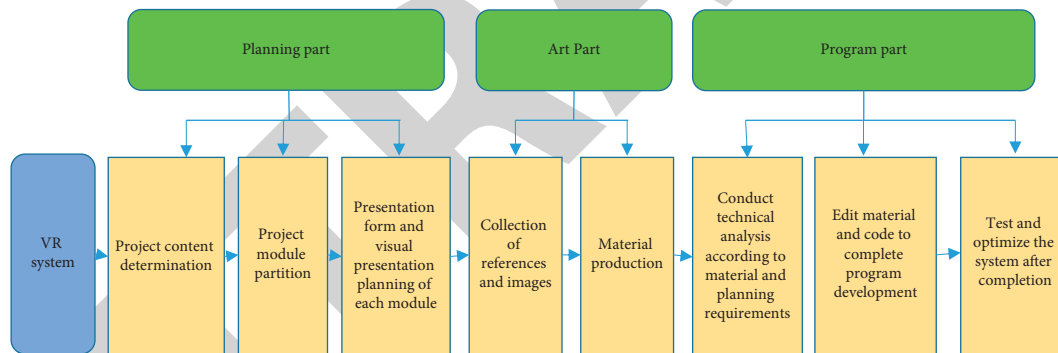 Planning part
Art Part
Program part
VR
system
Project content
determination
Project
module
partition
Presentation
form and
visual
presentation
planning of
each module
Collection
of
references
and images
Material
production
Conduct
technical
analysis
according to
material and
planning
requirements
Edit material
and code to
complete
program
development
Test and
optimize the
system after
completion